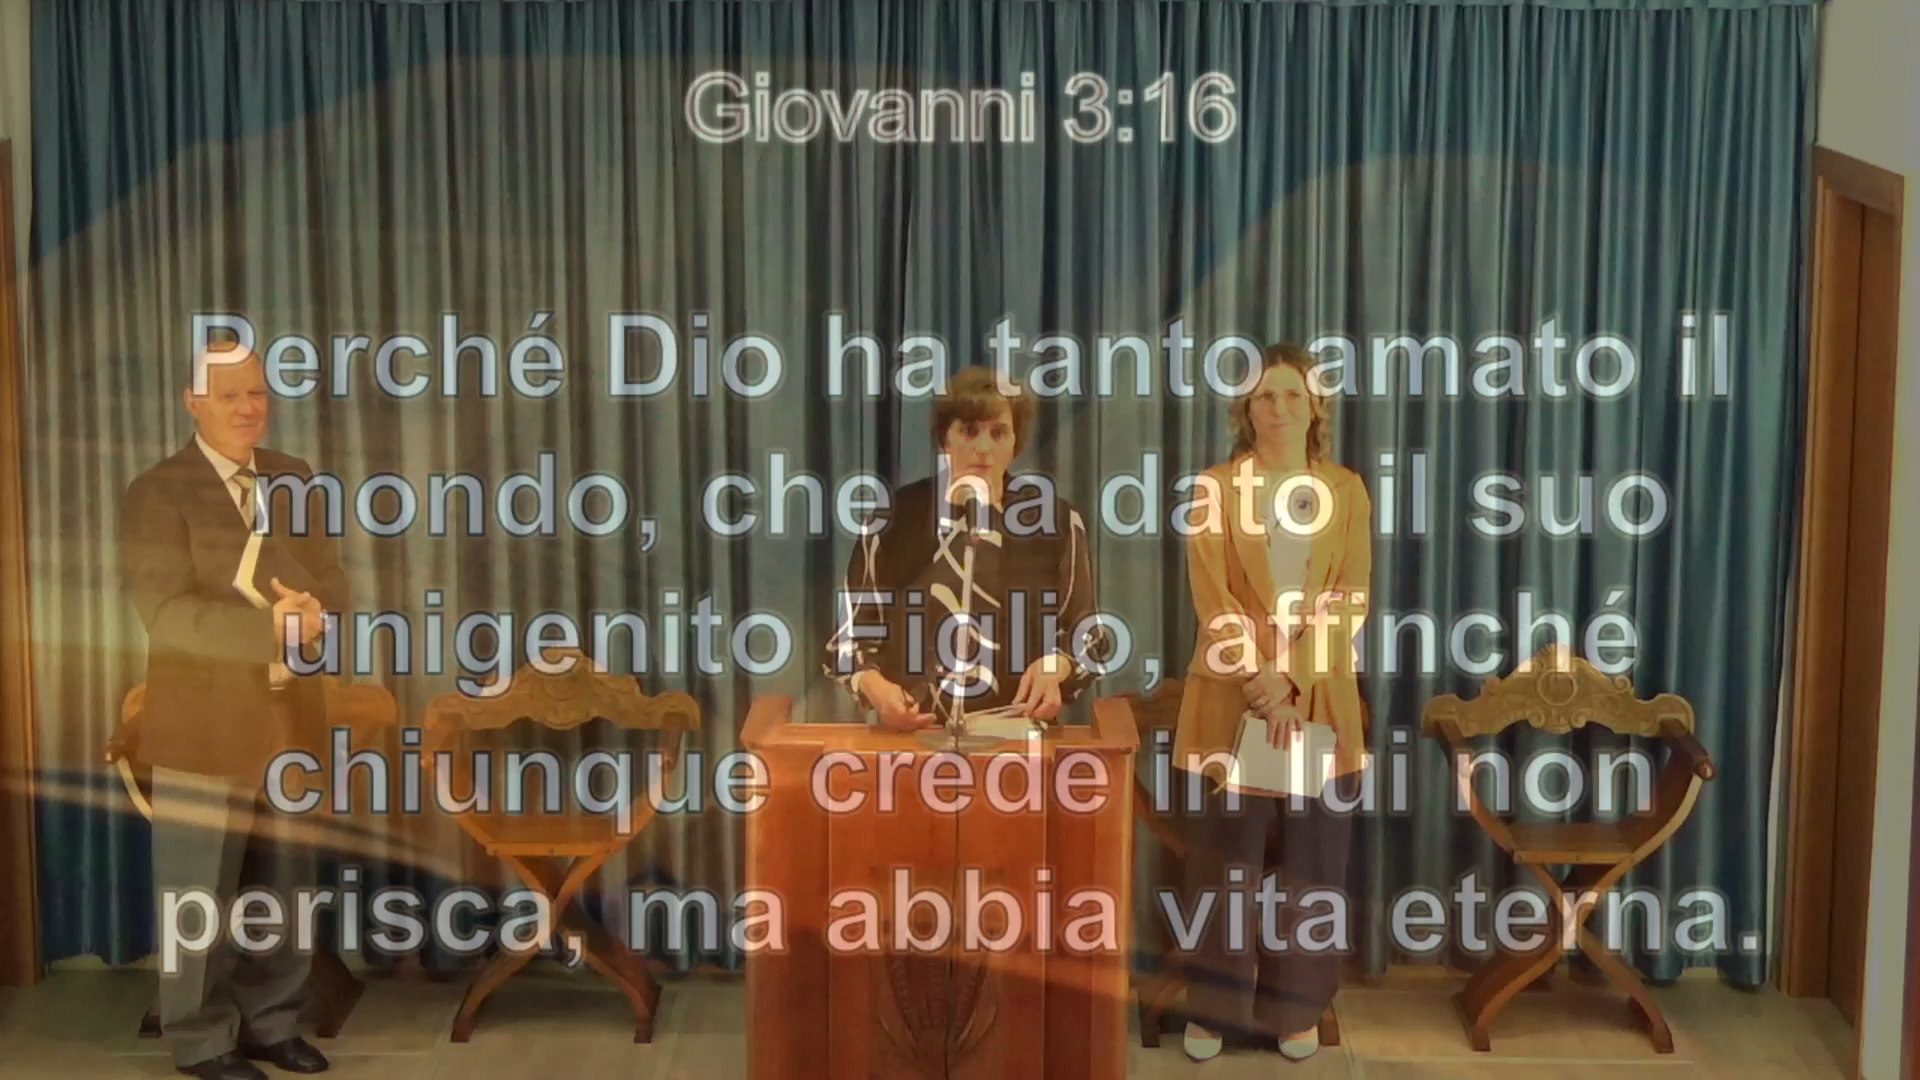 Giovanni 3:16
Perché Dio ha tanto amato il
mondo, che ha dato il suo
unigenito Figlio, affinché
chiunque crede in lui non
perisca, ma abbia vita eterna.